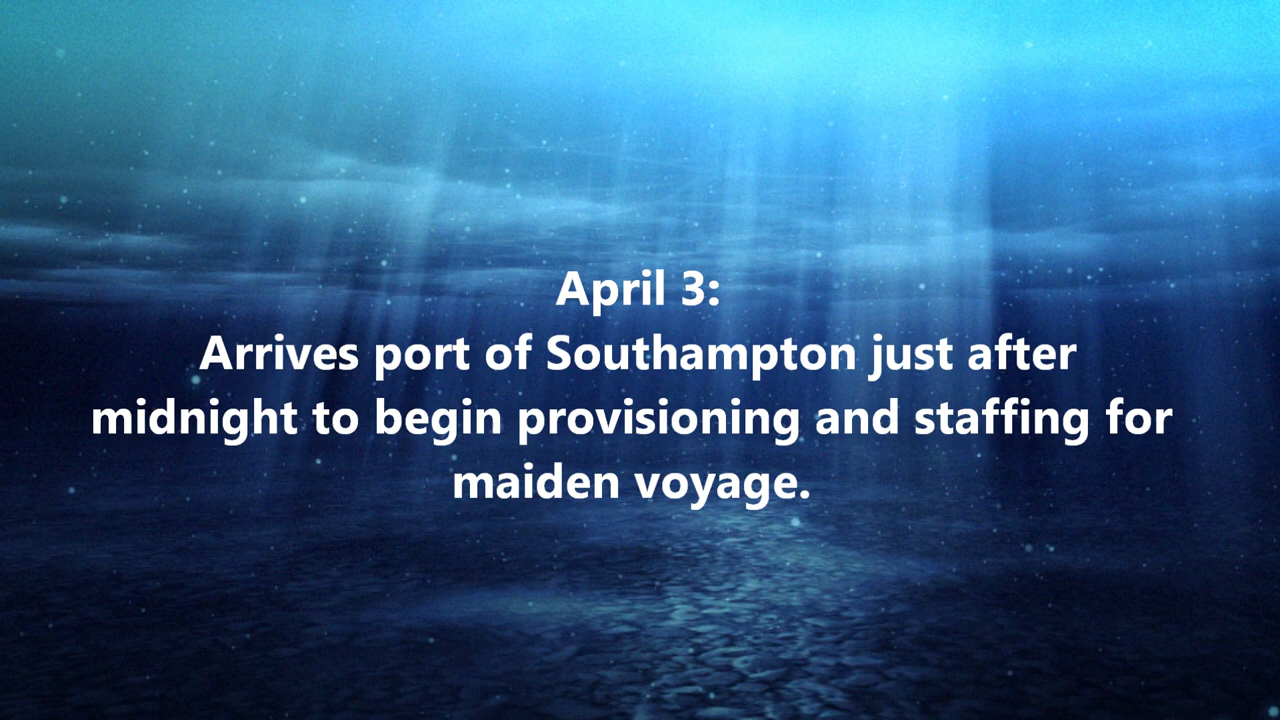 April 3:
Arrives port of Southampton just after
midnight to begin provisioning and staffing for
maiden voyage.